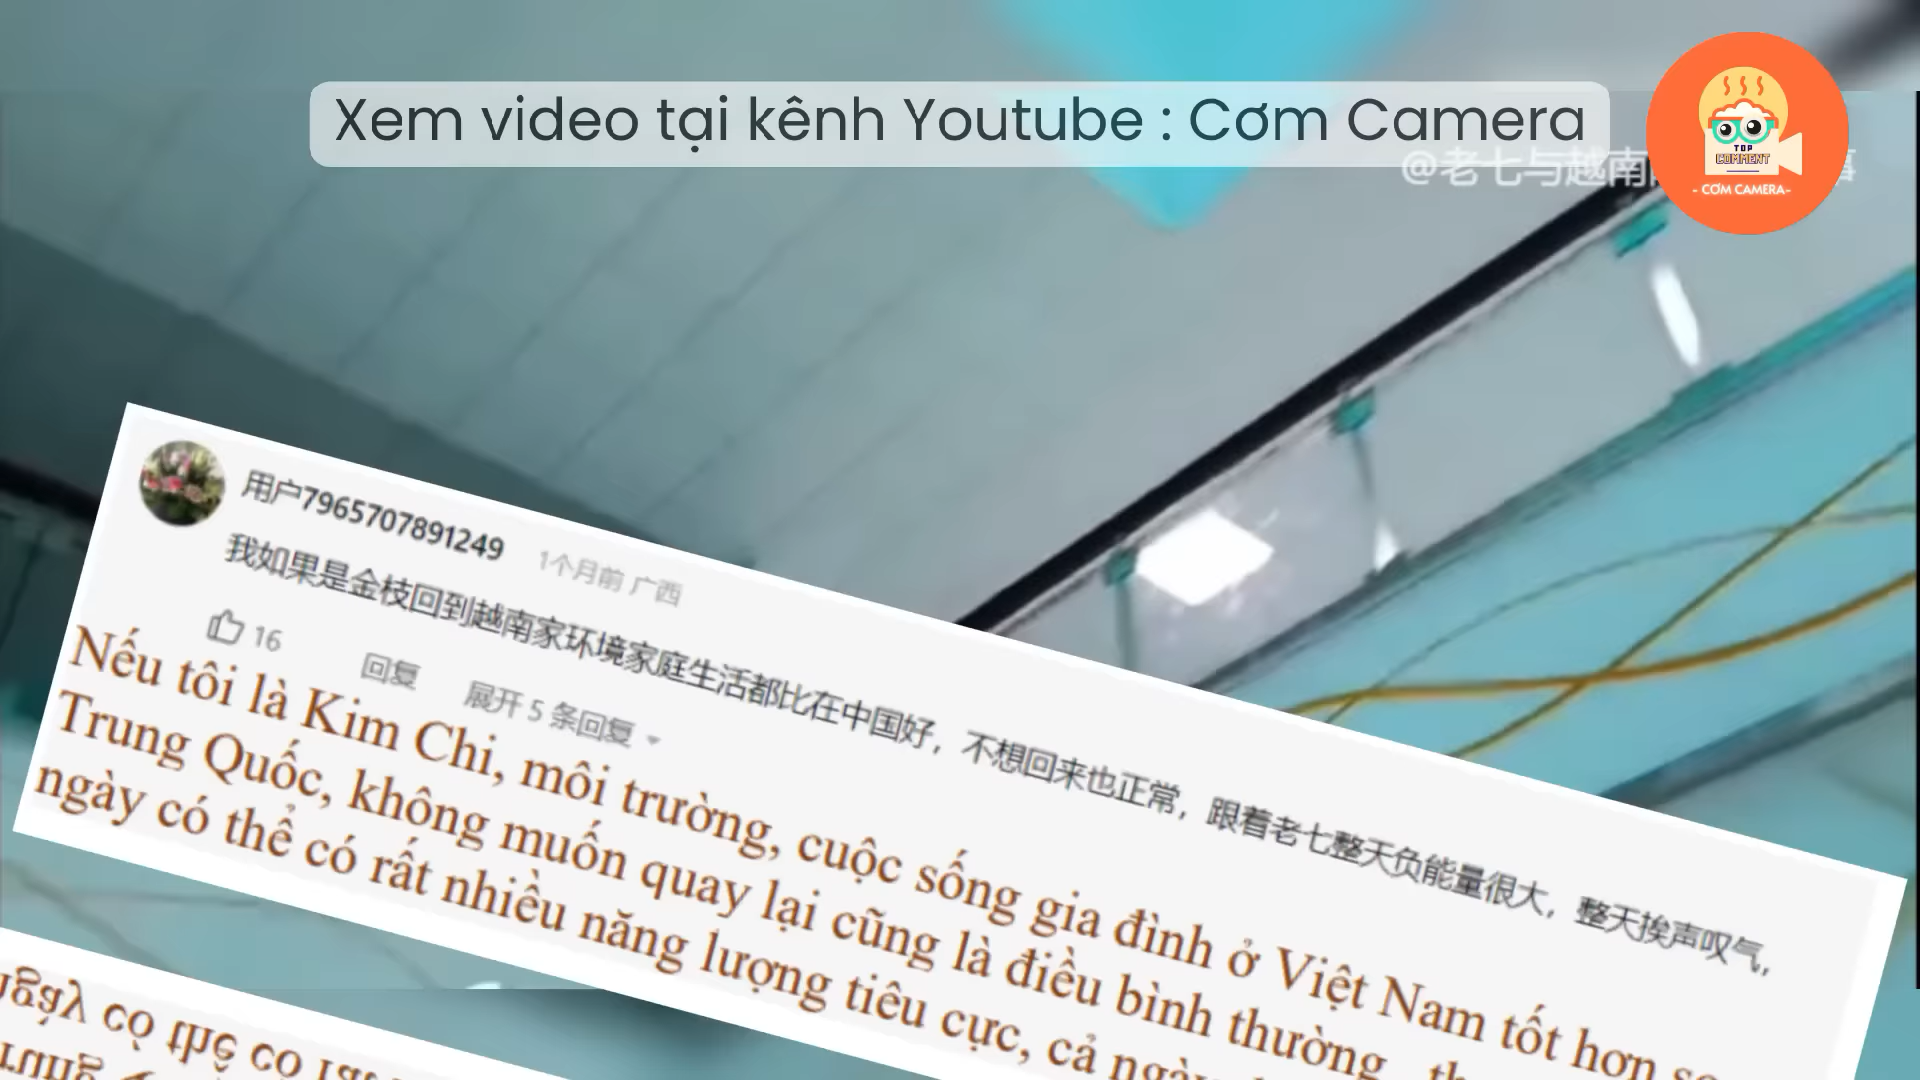 Xem video tại kênh Youtube : Cơm Camera
@老七与越南
TOP
COMMENT
- CƠM CAMERA-
用户7965707891249 1个月前 广西
我如果是金枝回到越南家环境家庭生活都比在中国好，不想回来也正常，跟着老七整天负能量很大，整天挨声叹气，
16 回复 展开 5 条回复
Nếu tôi là Kim Chi, môi trường, cuộc sống gia đình ở Việt Nam tốt hơn so
Trung Quốc, không muốn quay lại cũng là điều bình thường
ngày có thể có rất nhiều năng lượng tiêu cực, cả ngày